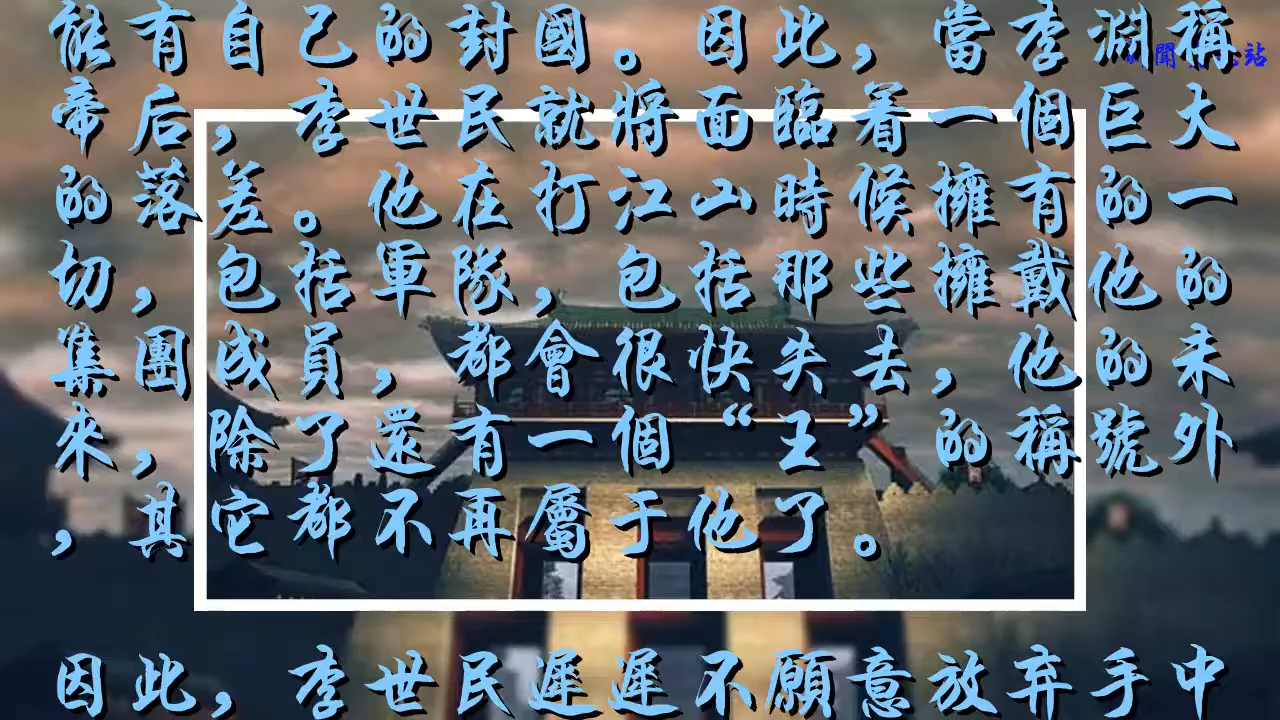 能有自己的封國。因此，當李淵稱
聞 站
帝后，李世民就將面臨着一個巨大
的落差。他在打江山時候擁有的一
切，包括軍隊，包括那些擁戴他的
集團成員，都會很快失去，他的未
來，除了還有一個“王”的稱號外
，其它都不再屬于他了。
因此，李世民遲遲不願意放弃手中